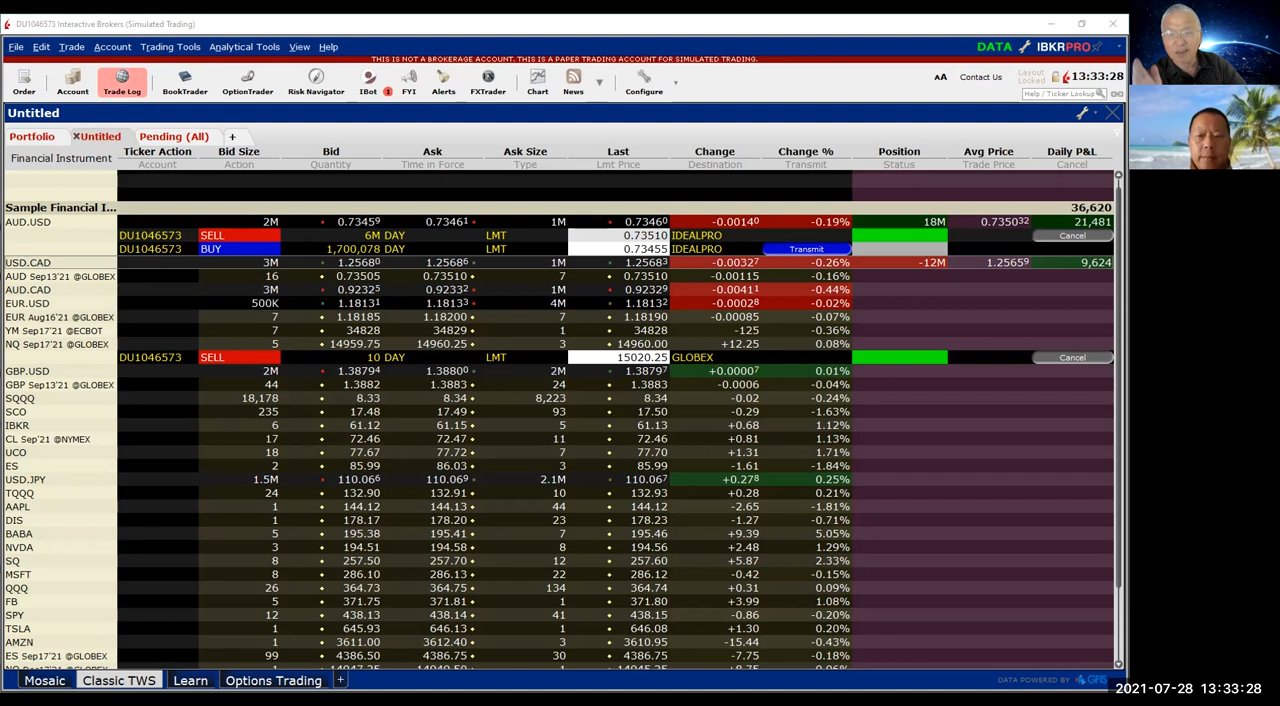 DU1046573 Interactive Brokers (Simulated Trading)
File Edit Trade Account Trading Tools Analytical Tools View Help DATA IBKRPRO
THIS IS NOT A BROKERAGE ACCOUNT. THIS IS A PAPER TRADING ACCOUNT FOR SIMULATED TRADING.
Order Account Trade Log BookTrader OptionTrader Risk Navigator IBot 1 FYI Alerts FXTrader Chart News Configure AA Contact Us Layout Locked 13:33:28
Help / Ticker Lookup
Untitled
Portfolio Untitled Pending (All) +
Financial Instrument Ticker Action Bid Size Bid Ask Ask Size Last Change Change % Position Avg Price Daily P&L
Account Action Quantity Time in Force Type Lmt Price Destination Transmit Status Trade Price Cancel
Sample Financial I... 36,620
AUD.USD 2M 0.73459 0.73461 1M 0.73460 -0.00140 -0.19% 18M 0.73532 21,481
DU1046573 SELL 6M DAY LMT 0.73510 IDEALPRO Cancel
DU1046573 BUY 1,700,078 DAY LMT 0.73455 IDEALPRO Transmit
USD.CAD 3M 1.25680 1.25686 1M 1.25683 -0.00327 -0.26% -12M 1.25659 9,624
AUD Sep13'21 @GLOBEX 16 0.73505 0.73510 7 0.73510 -0.00115 -0.16%
AUD.CAD 3M 0.92325 0.92332 1M 0.92329 -0.00411 -0.44%
EUR.USD 500K 1.18131 1.18133 4M 1.18132 -0.00028 -0.02%
EUR Aug16'21 @GLOBEX 7 1.18185 1.18200 7 1.18190 -0.00085 -0.07%
YM Sep17'21 @ECBOT 7 34828 34829 1 34828 -125 -0.36%
NQ Sep17'21 @GLOBEX 5 14959.75 14960.25 3 14960.00 +12.25 0.08%
DU1046573 SELL 10 DAY LMT 15020.25 GLOBEX Cancel
GBP.USD 2M 1.38794 1.38800 2M 1.38797 +0.00007 0.01%
GBP Sep13'21 @GLOBEX 44 1.3882 1.3883 24 1.3883 -0.0006 -0.04%
SQQQ 18,178 8.33 8.34 8,223 8.34 -0.02 -0.24%
SCO 235 17.48 17.49 93 17.50 -0.29 -1.63%
IBKR 6 61.12 61.15 5 61.13 +0.68 1.12%
CL Sep'21 @NYMEX 17 72.46 72.47 11 72.46 +0.81 1.13%
UCO 18 77.67 77.72 7 77.70 +1.31 1.71%
ES 2 85.99 86.03 3 85.99 -1.61 -1.84%
USD.JPY 1.5M 110.066 110.069 2.1M 110.067 +0.278 0.25%
TQQQ 24 132.90 132.91 10 132.93 +0.28 0.21%
AAPL 1 144.12 144.13 44 144.12 -2.65 -1.81%
DIS 1 178.17 178.20 23 178.23 -1.27 -0.71%
BABA 5 195.38 195.41 7 195.46 +9.39 5.05%
NVDA 3 194.51 194.58 8 194.56 +2.48 1.29%
SQ 8 257.50 257.70 12 257.60 +5.87 2.33%
MSFT 8 286.10 286.13 22 286.12 -0.42 -0.15%
QQQ 26 364.73 364.75 134 364.74 +0.31 0.09%
FB 5 371.75 371.81 1 371.80 +3.99 1.08%
SPY 12 438.13 438.14 41 438.15 -0.86 -0.20%
TSLA 1 645.93 646.13 1 646.08 +1.30 0.20%
AMZN 1 3611.00 3612.40 3 3610.95 -15.44 -0.43%
ES Sep17'21 @GLOBEX 99 4386.50 4386.75 30 4386.75 -7.75 -0.18%
Mosaic Classic TWS Learn Options Trading + DATA POWERED BY GFIS
2021-07-28 13:33:28